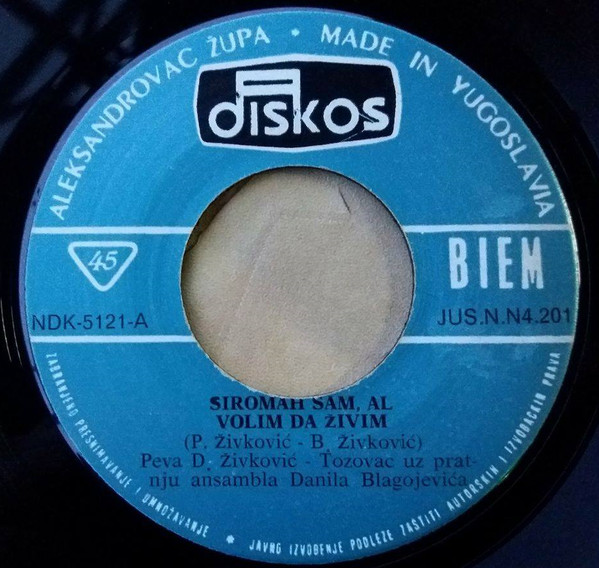 ALEKSANDROVAC ŽUPA • MADE IN YUGOSLAVIA
DISKOS
45
BIEM
NDK-5121-A
JUS.N.N4.201
SIROMAH SAM, AL
VOLIM DA ŽIVIM
(P. Živković - B. Živković)
Peva D. Živković - Tozovac uz prat-
nju ansambla Danila Blagojevića
ZABRANJENO PRESNIMAVANJE I UMNOŽAVANJE * JAVNO IZVOĐENJE PODLEŽE ZAŠTITI AUTORSKIH I IZVOĐAČKIH PRAVA